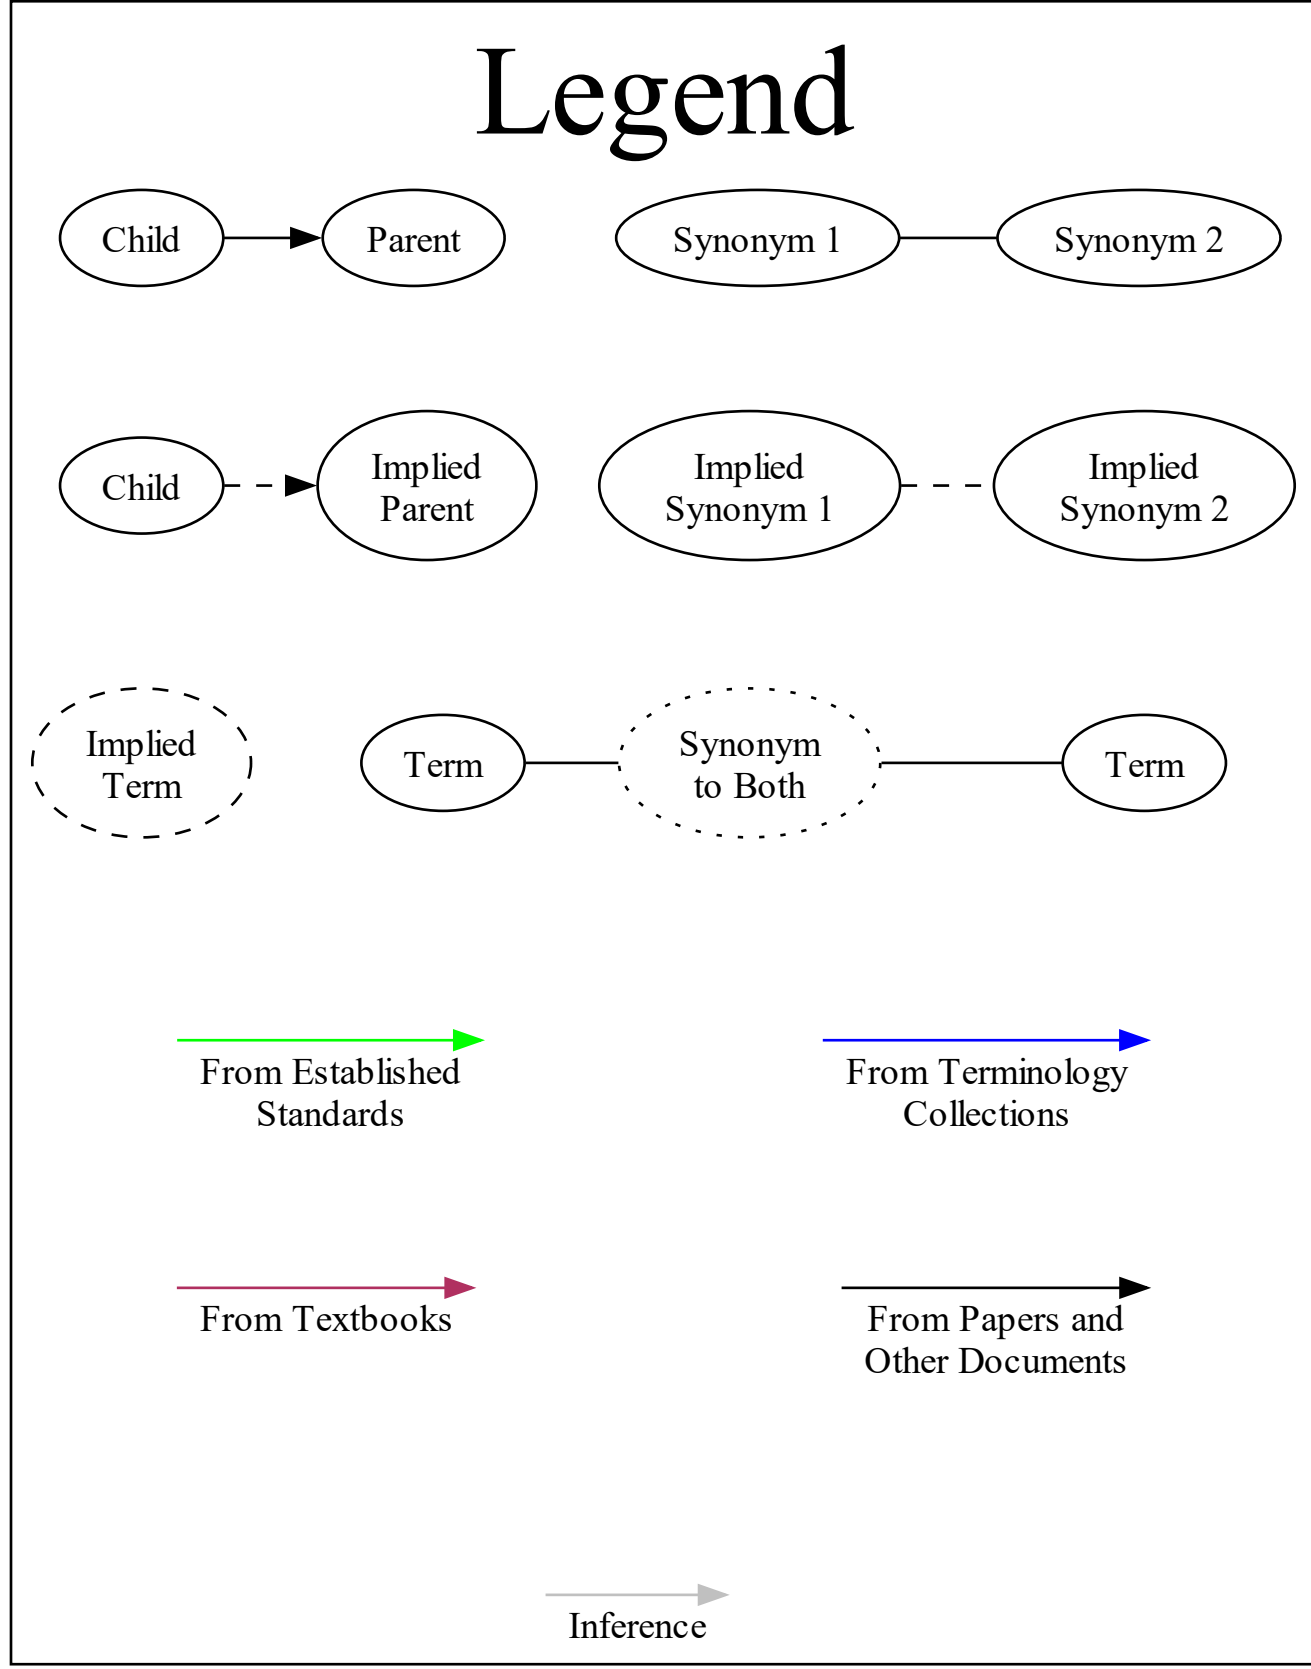 Legend
Child
Parent
Synonym 1
Synonym 2
Child
Implied
Parent
Implied
Synonym 1
Implied
Synonym 2
Implied
Term
Term
Synonym
to Both
Term
From Established
Standards
From Terminology
Collections
From Textbooks
From Papers and
Other Documents
Inference